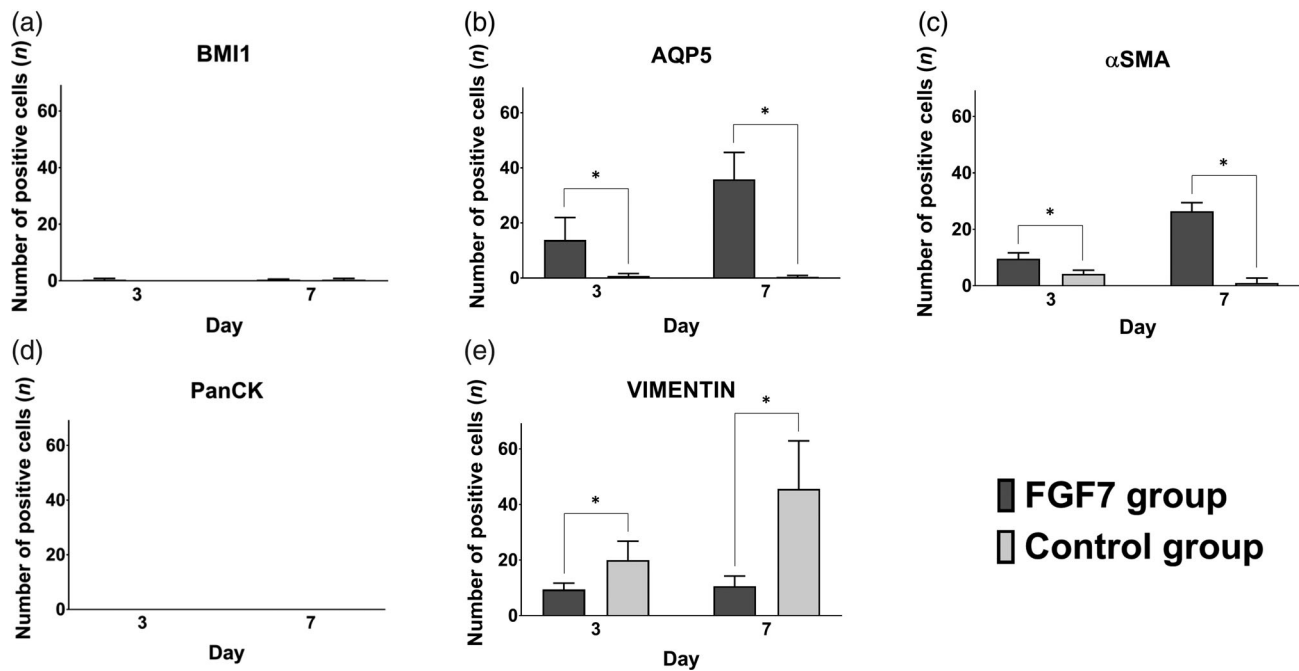 (a)
BMI1
Number of positive cells (n)
60
40
20
0
3
7
Day
(b)
AQP5
Number of positive cells (n)
60
40
20
0
*
*
3
7
Day
(c)
αSMA
Number of positive cells (n)
60
40
20
0
*
*
3
7
Day
(d)
PanCK
Number of positive cells (n)
60
40
20
0
3
7
Day
(e)
VIMENTIN
Number of positive cells (n)
60
40
20
0
*
*
3
7
Day
FGF7 group
Control group